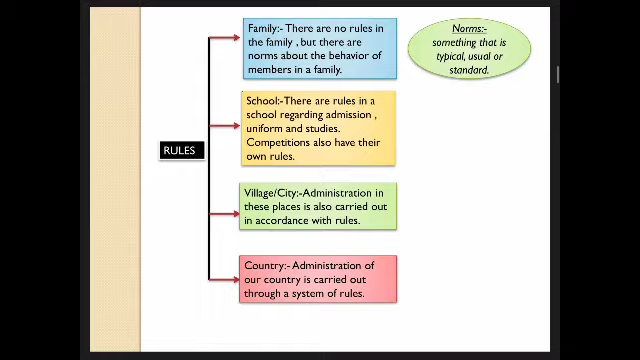 Family:- There are no rules in
the family , but there are
norms about the behavior of
members in a family.
Norms:-
something that is
typical, usual or
standard.
School:- There are rules in a
school regarding admission ,
uniform and studies.
Competitions also have their
own rules.
RULES
Village/City:- Administration in
these places is also carried out
in accordance with rules.
Country:- Administration of
our country is carried out
through a system of rules.